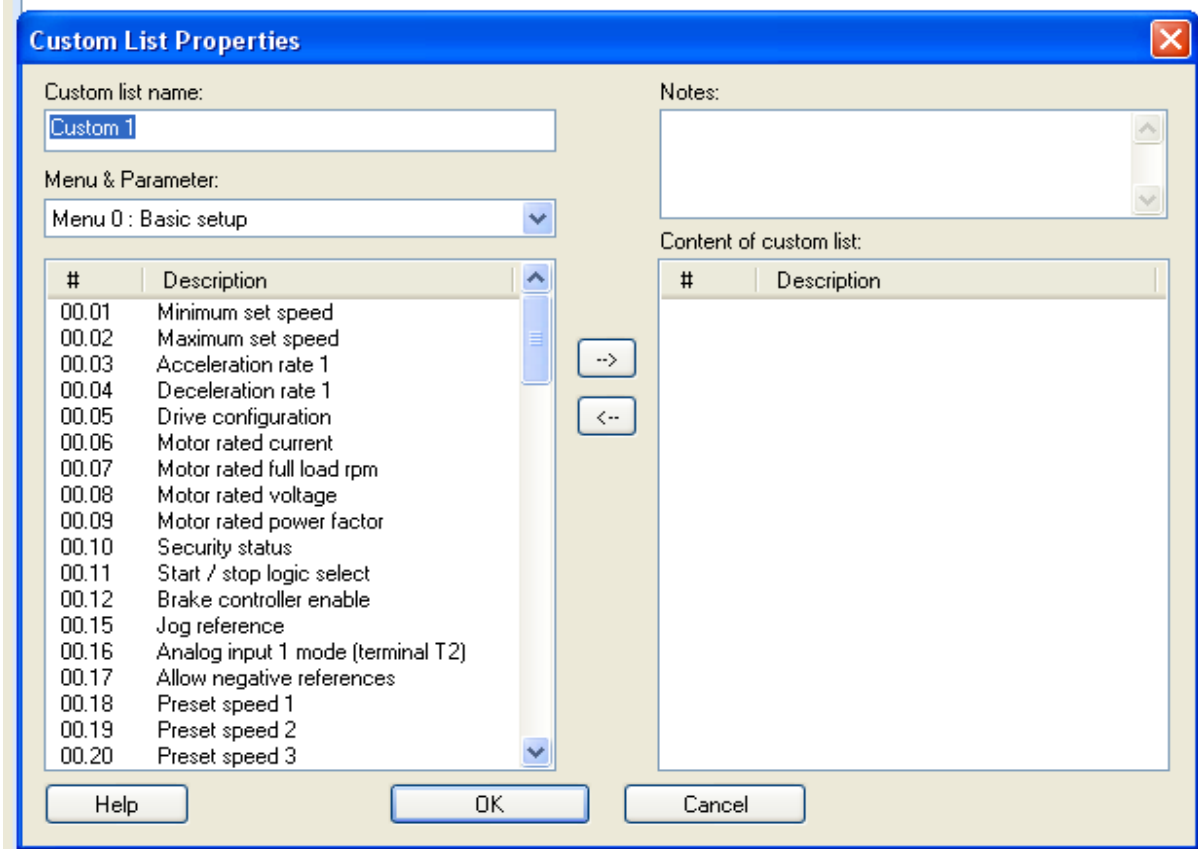 Custom List Properties
Custom list name:
Custom 1
Menu & Parameter:
Menu 0 : Basic setup
# Description
00.01 Minimum set speed
00.02 Maximum set speed
00.03 Acceleration rate 1
00.04 Deceleration rate 1
00.05 Drive configuration
00.06 Motor rated current
00.07 Motor rated full load rpm
00.08 Motor rated voltage
00.09 Motor rated power factor
00.10 Security status
00.11 Start / stop logic select
00.12 Brake controller enable
00.15 Jog reference
00.16 Analog input 1 mode (terminal T2)
00.17 Allow negative references
00.18 Preset speed 1
00.19 Preset speed 2
00.20 Preset speed 3
-->
<--
Notes:
Content of custom list:
# Description
Help OK Cancel